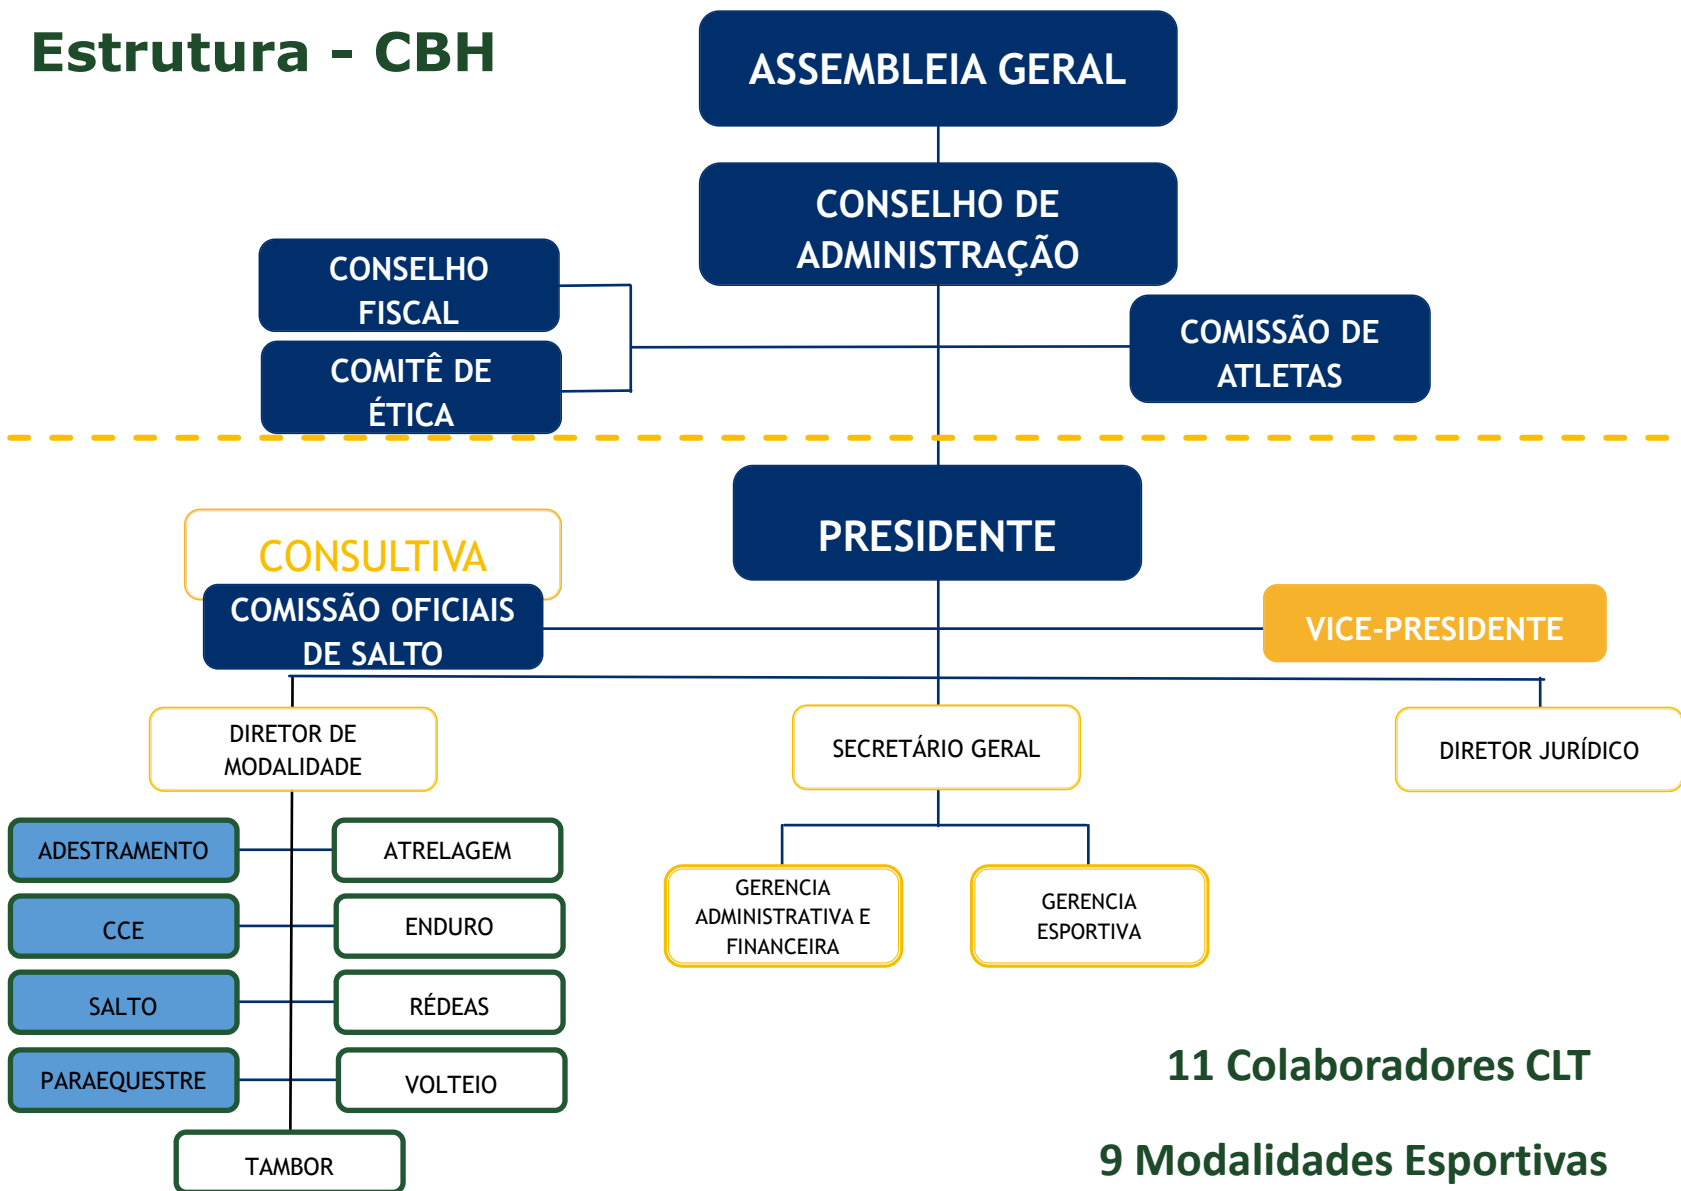 Estrutura - CBH
ASSEMBLEIA GERAL
CONSELHO DE
ADMINISTRAÇÃO
CONSELHO
FISCAL
COMITÊ DE
ÉTICA
COMISSÃO DE
ATLETAS
PRESIDENTE
CONSULTIVA
COMISSÃO OFICIAIS
DE SALTO
VICE-PRESIDENTE
DIRETOR DE
MODALIDADE
SECRETÁRIO GERAL
DIRETOR JURÍDICO
ADESTRAMENTO
ATRELAGEM
CCE
ENDURO
SALTO
RÉDEAS
PARAEQUESTRE
VOLTEIO
TAMBOR
GERENCIA
ADMINISTRATIVA E
FINANCEIRA
GERENCIA
ESPORTIVA
11 Colaboradores CLT
9 Modalidades Esportivas